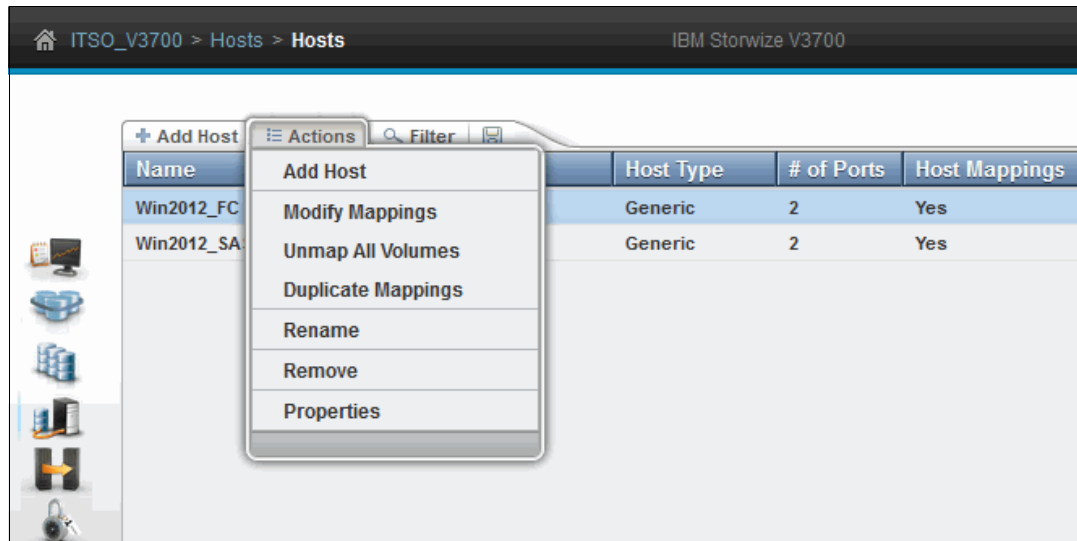 ITSO_V3700 > Hosts > Hosts
IBM Storwize V3700
Add Host
Actions
Filter
Name
Host Type
# of Ports
Host Mappings
Win2012_FC
Generic
2
Yes
Win2012_SA
Generic
2
Yes
Add Host
Modify Mappings
Unmap All Volumes
Duplicate Mappings
Rename
Remove
Properties